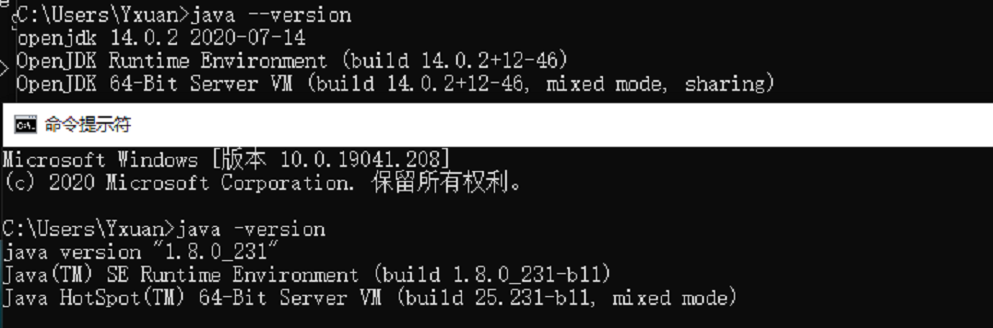 C:\Users\Yxuan>java --version
openjdk 14.0.2 2020-07-14
OpenJDK Runtime Environment (build 14.0.2+12-46)
OpenJDK 64-Bit Server VM (build 14.0.2+12-46, mixed mode, sharing)
命令提示符
Microsoft Windows [版本 10.0.19041.208]
(c) 2020 Microsoft Corporation. 保留所有权利。
C:\Users\Yxuan>java -version
java version "1.8.0_231"
Java(TM) SE Runtime Environment (build 1.8.0_231-b11)
Java HotSpot(TM) 64-Bit Server VM (build 25.231-b11, mixed mode)